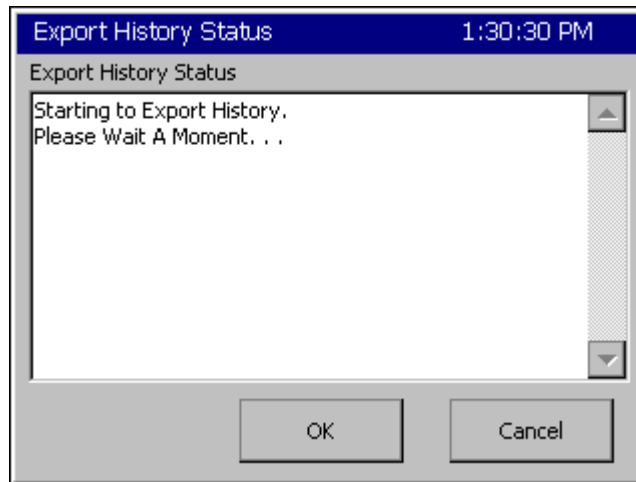 Export History Status 1:30:30 PM
Export History Status
Starting to Export History.
Please Wait A Moment. . .
OK Cancel